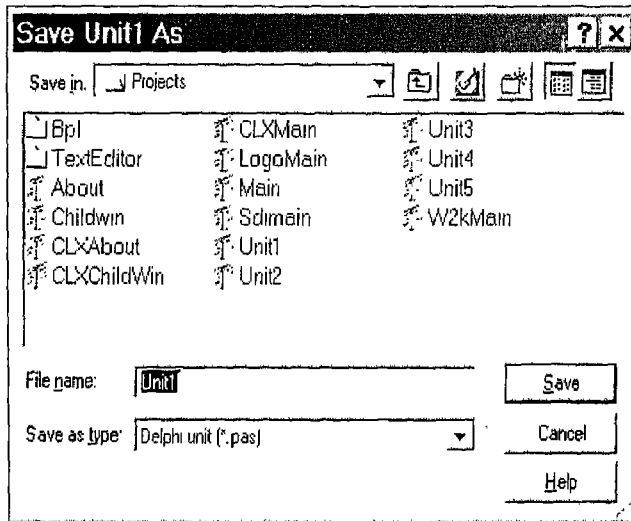 Save Unit1 As
Save in. Projects
Bpl CLXMain Unit3
TextEditor LogoMain Unit4
About Main Unit5
Childwin Sdimain W2kMain
CLXAbout Unit1
CLXChildWin Unit2
File name: Unit1 Save
Save as type: Delphi unit (*.pas) Cancel
Help